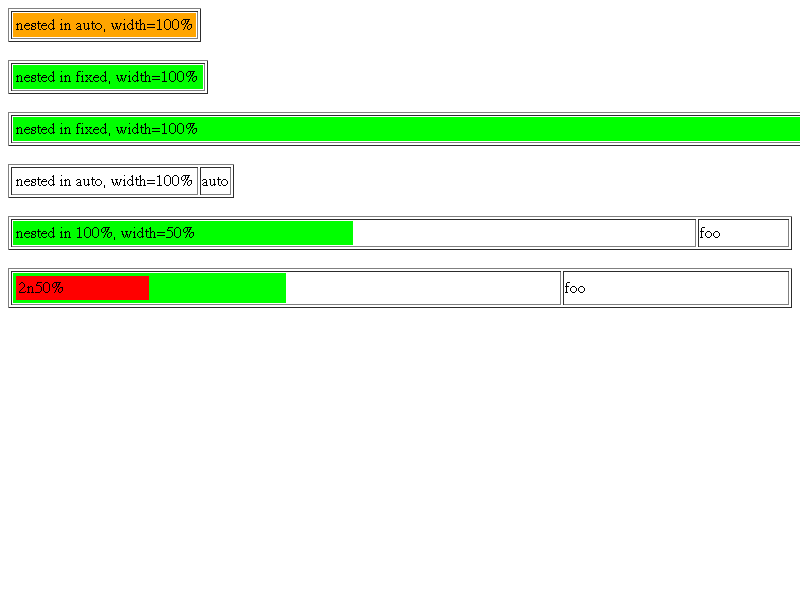 nested in auto, width=100%
nested in fixed, width=100%
nested in fixed, width=100%
nested in auto, width=100% auto
nested in 100%, width=50% foo
2n50% foo